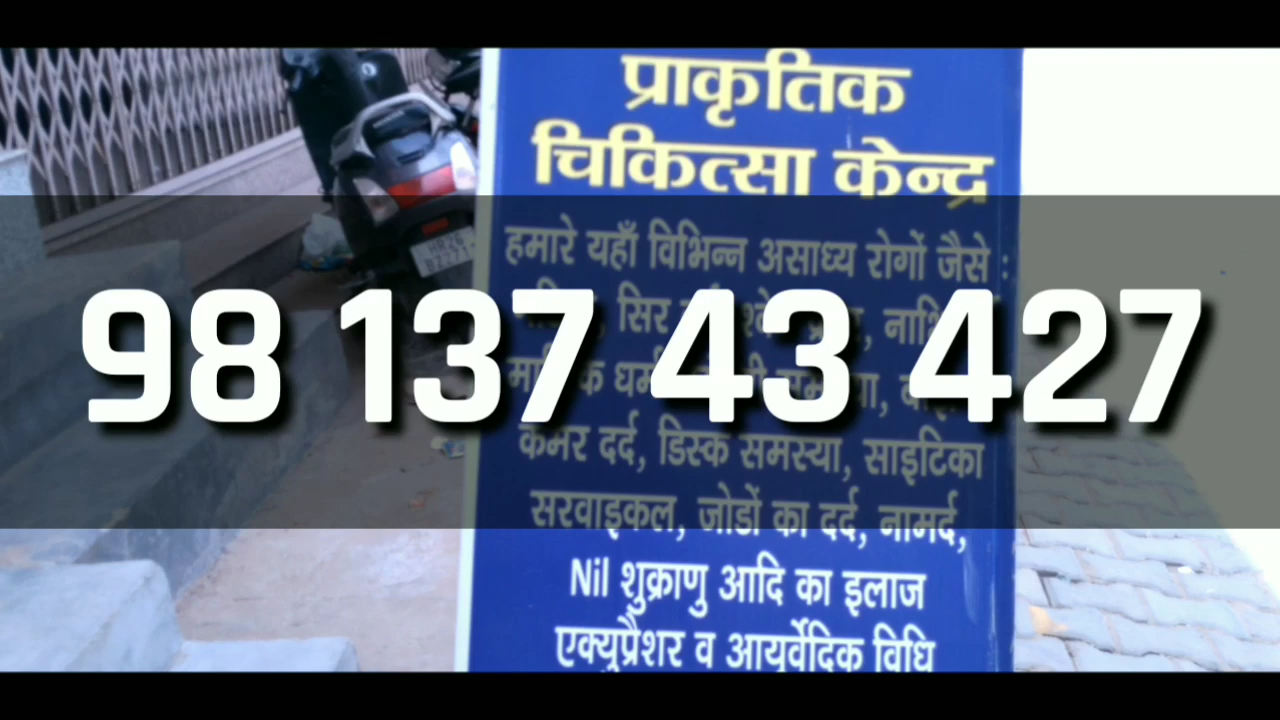 प्राकृतिक
चिकित्सा केन्द्र
हमारे यहाँ विभिन्न असाध्य रोगों जैसे :
सिर
98 137 43 427
कमर दर्द, डिस्क समस्या, साइटिका
सरवाइकल, जोडों का दर्द, नामर्द,
Nil शुक्राणु आदि का इलाज
एक्युप्रैशर व आयुर्वेदिक विधि
HR26